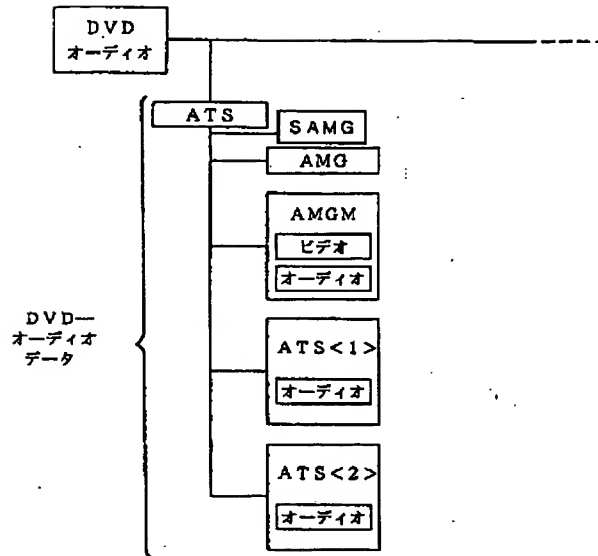 DVD
オーディオ
ATS
SAMG
AMG
AMGM
ビデオ
オーディオ
DVD—
オーディオ
データ
ATS<1>
オーディオ
ATS<2>
オーディオ